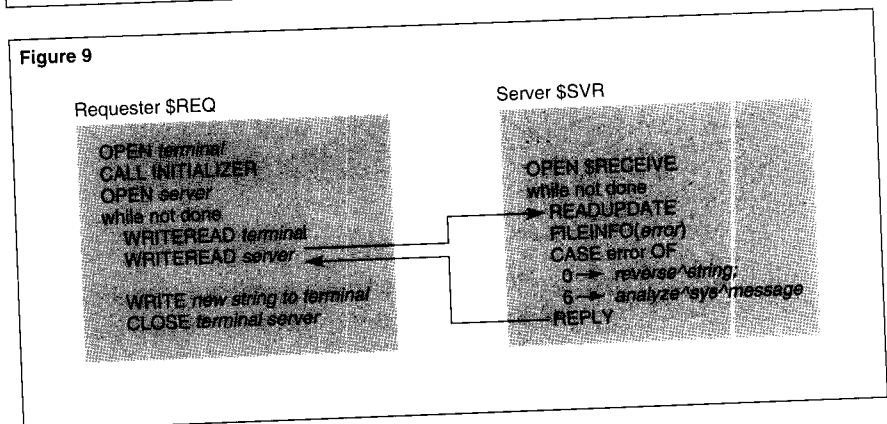 Figure 9
Requester $REQ
OPEN terminal
CALL INITIALIZER
OPEN server
while not done
WRITEREAD terminal
WRITEREAD server
WRITE new string to terminal
CLOSE terminal server
Server $SVR
OPEN $RECEIVE
while not done
READUPDATE
FILEINFO(error)
CASE error OF
0 → reverse^string;
6 → analyze^sys^message
REPLY